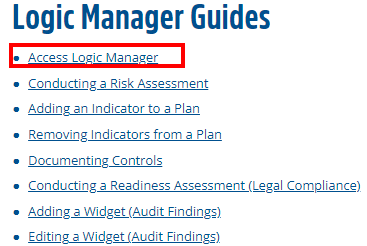 Logic Manager Guides
Access Logic Manager
Conducting a Risk Assessment
Adding an Indicator to a Plan
Removing Indicators from a Plan
Documenting Controls
Conducting a Readiness Assessment (Legal Compliance)
Adding a Widget (Audit Findings)
Editing a Widget (Audit Findings)